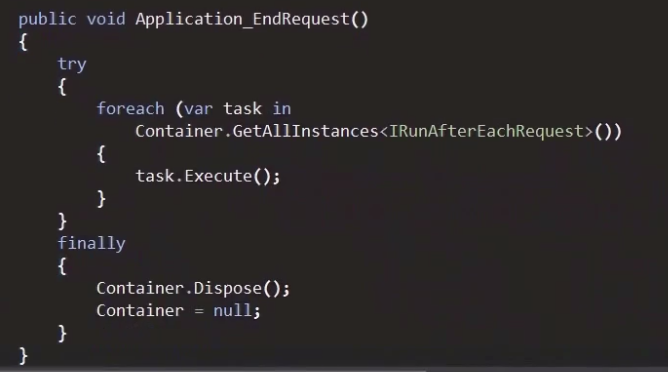 public void Application_EndRequest()
{
    try
    {
        foreach (var task in
            Container.GetAllInstances<IRunAfterEachRequest>())
        {
            task.Execute();
        }
    }
    finally
    {
        Container.Dispose();
        Container = null;
    }
}